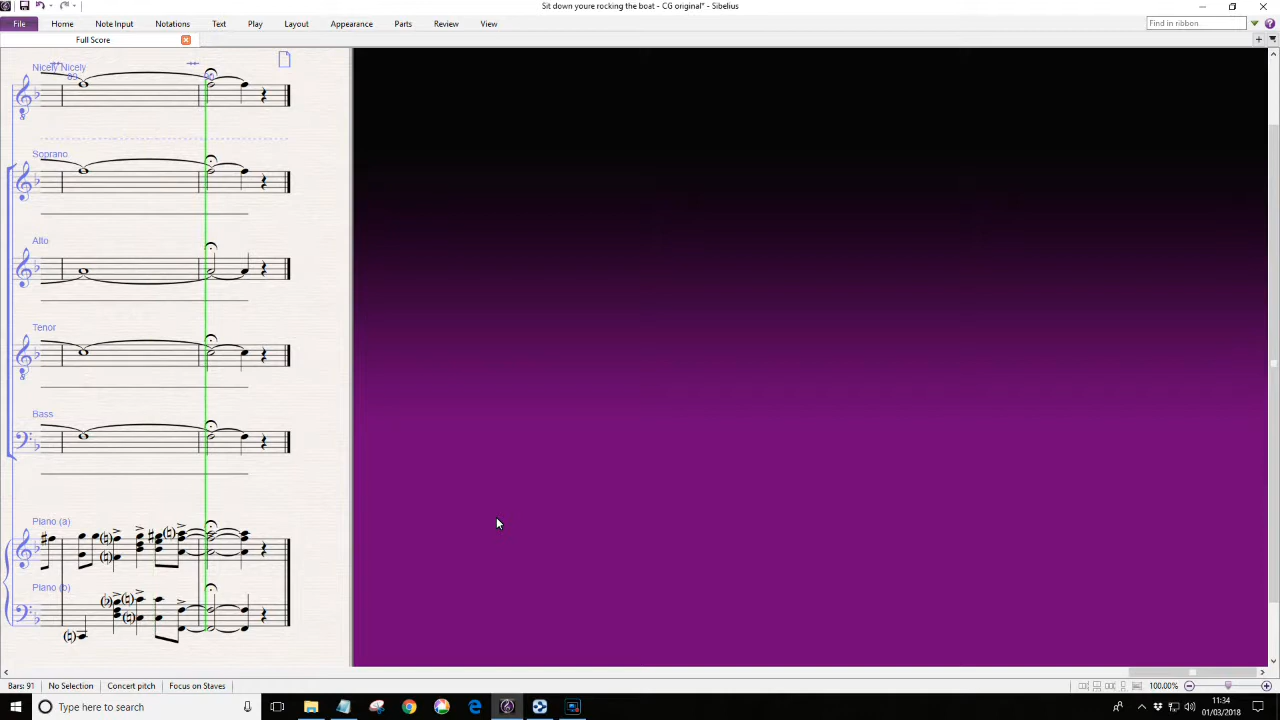 Sit down youre rocking the boat - CG original* - Sibelius
File Home Note Input Notations Text Play Layout Appearance Parts Review View Find in ribbon
Full Score
Nicely Nicely
89 90
Soprano
Alto
Tenor
Bass
Piano (a)
Piano (b)
Bars: 91 No Selection Concert pitch Focus on Staves 100.00%
Type here to search
11:34
01/03/2018